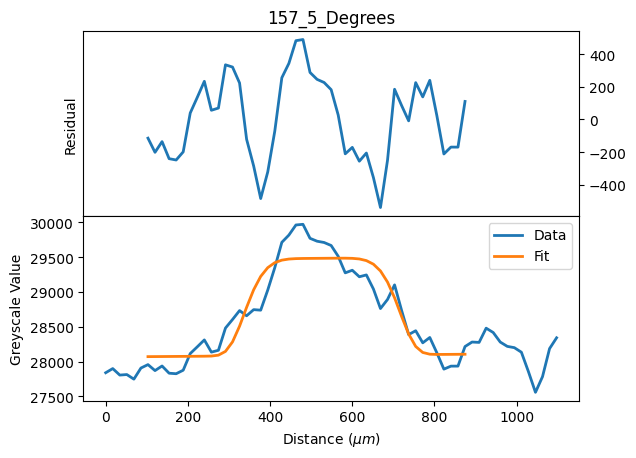 157_5_Degrees
Residual
400
200
0
−200
−400
Greyscale Value
30000
29500
29000
28500
28000
27500
Data
Fit
0 200 400 600 800 1000
Distance (μm)